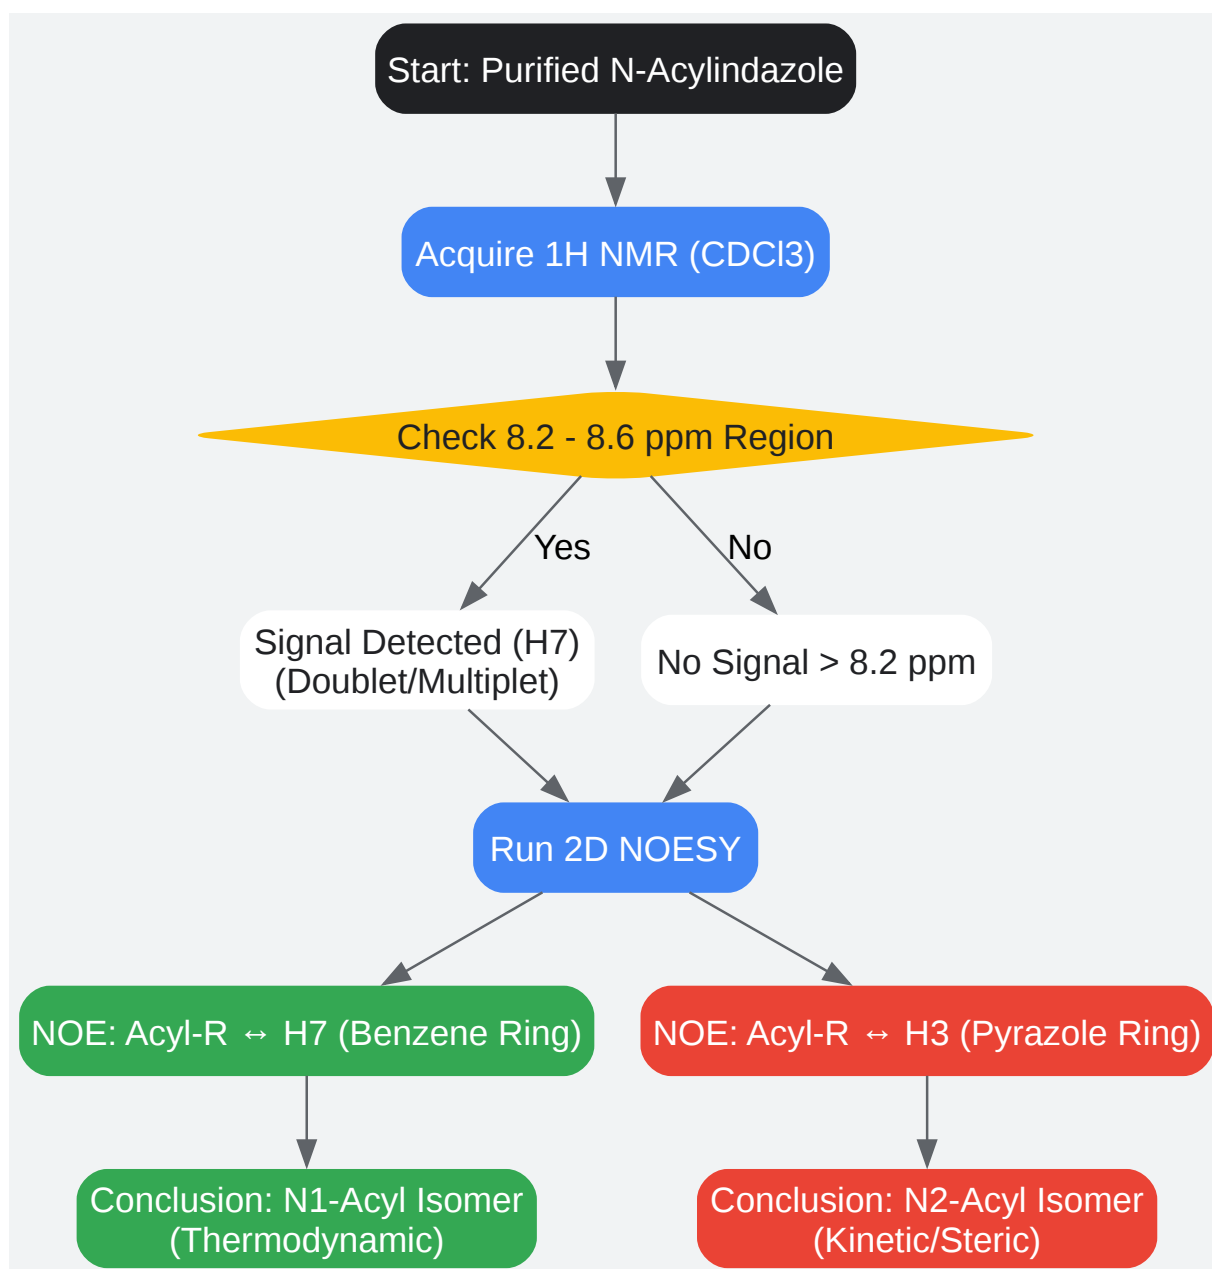 Start: Purified N-Acylindazole
Acquire 1H NMR (CDCl3)
Check 8.2 - 8.6 ppm Region
Yes
No
Signal Detected (H7)
(Doublet/Multiplet)
No Signal > 8.2 ppm
Run 2D NOESY
NOE: Acyl-R ↔ H7 (Benzene Ring)
NOE: Acyl-R ↔ H3 (Pyrazole Ring)
Conclusion: N1-Acyl Isomer
(Thermodynamic)
Conclusion: N2-Acyl Isomer
(Kinetic/Steric)